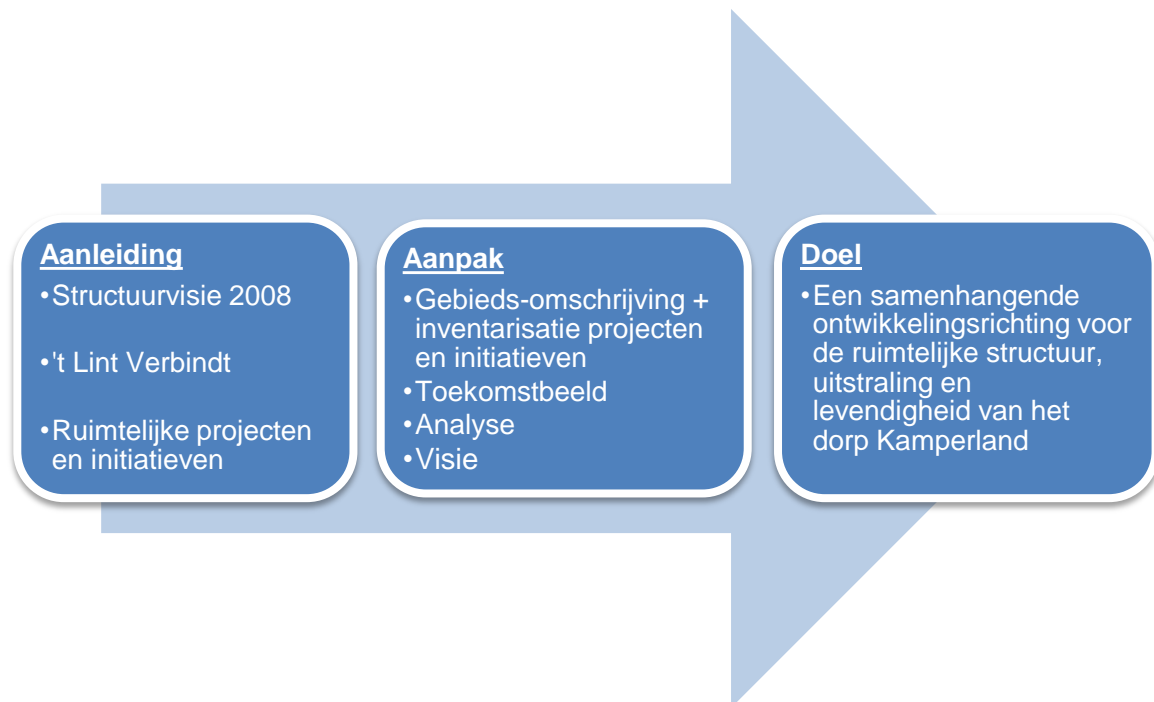 Aanleiding
•Structuurvisie 2008
•'t Lint Verbindt
•Ruimtelijke projecten
en initiatieven
Aanpak
•Gebieds-omschrijving +
inventarisatie projecten
en initiatieven
•Toekomstbeeld
•Analyse
•Visie
Doel
•Een samenhangende
ontwikkelingsrichting voor
de ruimtelijke structuur,
uitstraling en
levendigheid van het
dorp Kamperland